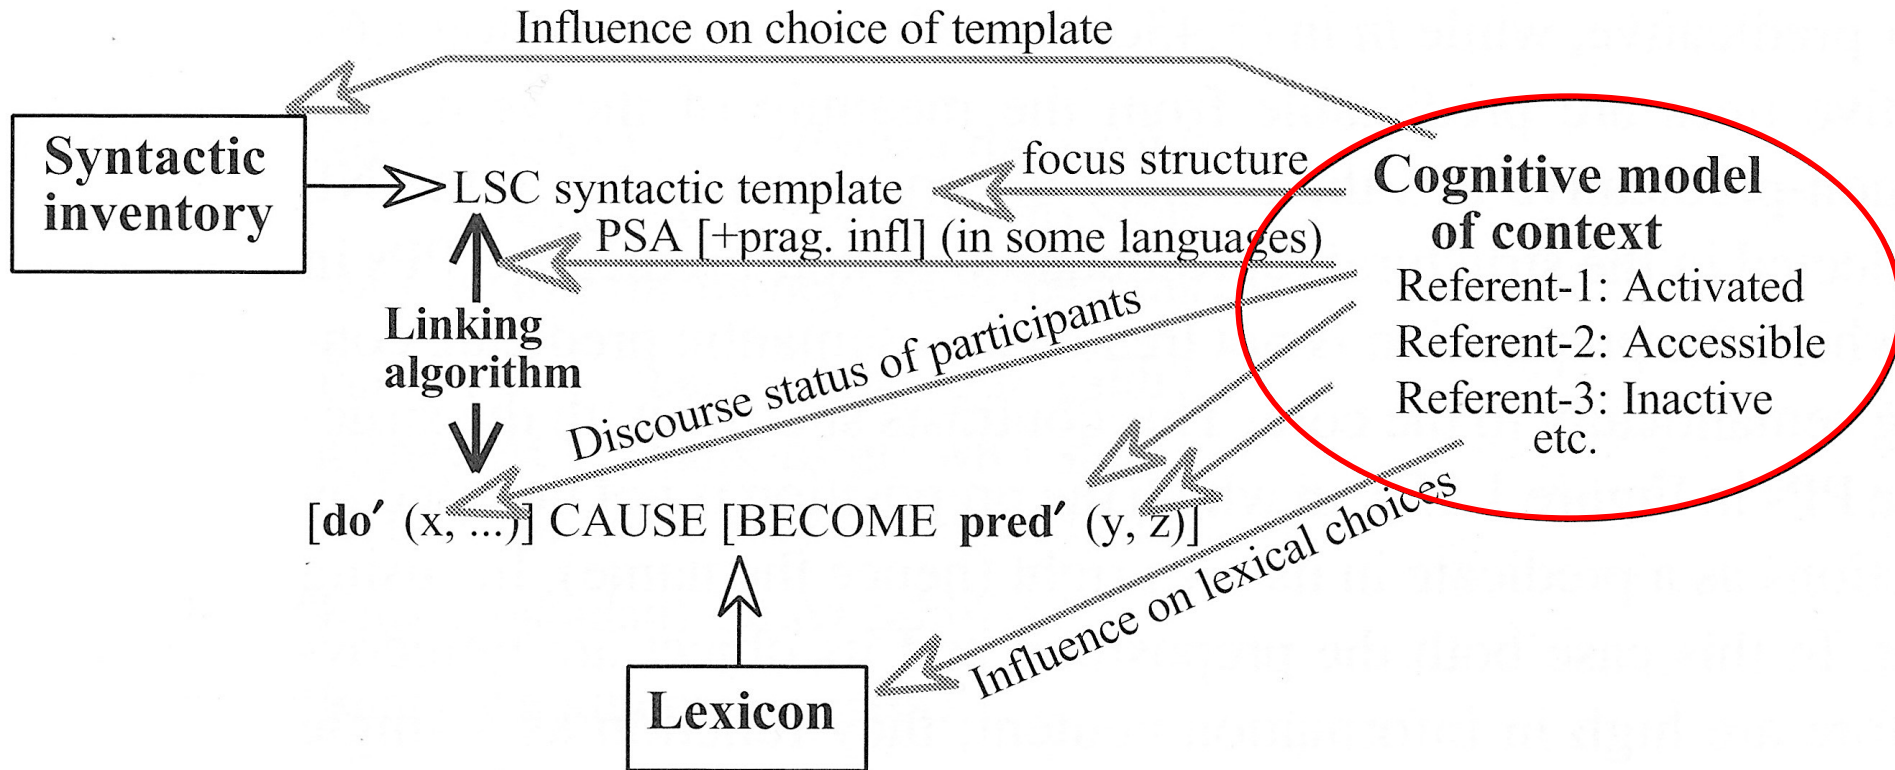 Influence on choice of template
Syntactic
inventory
LSC syntactic template
focus structure
PSA [+prag. infl] (in some languages)
Cognitive model
of context
Referent-1: Activated
Referent-2: Accessible
Referent-3: Inactive
etc.
Linking
algorithm
Discourse status of participants
[do′ (x, ...)] CAUSE [BECOME pred′ (y, z)]
Influence on lexical choices
Lexicon